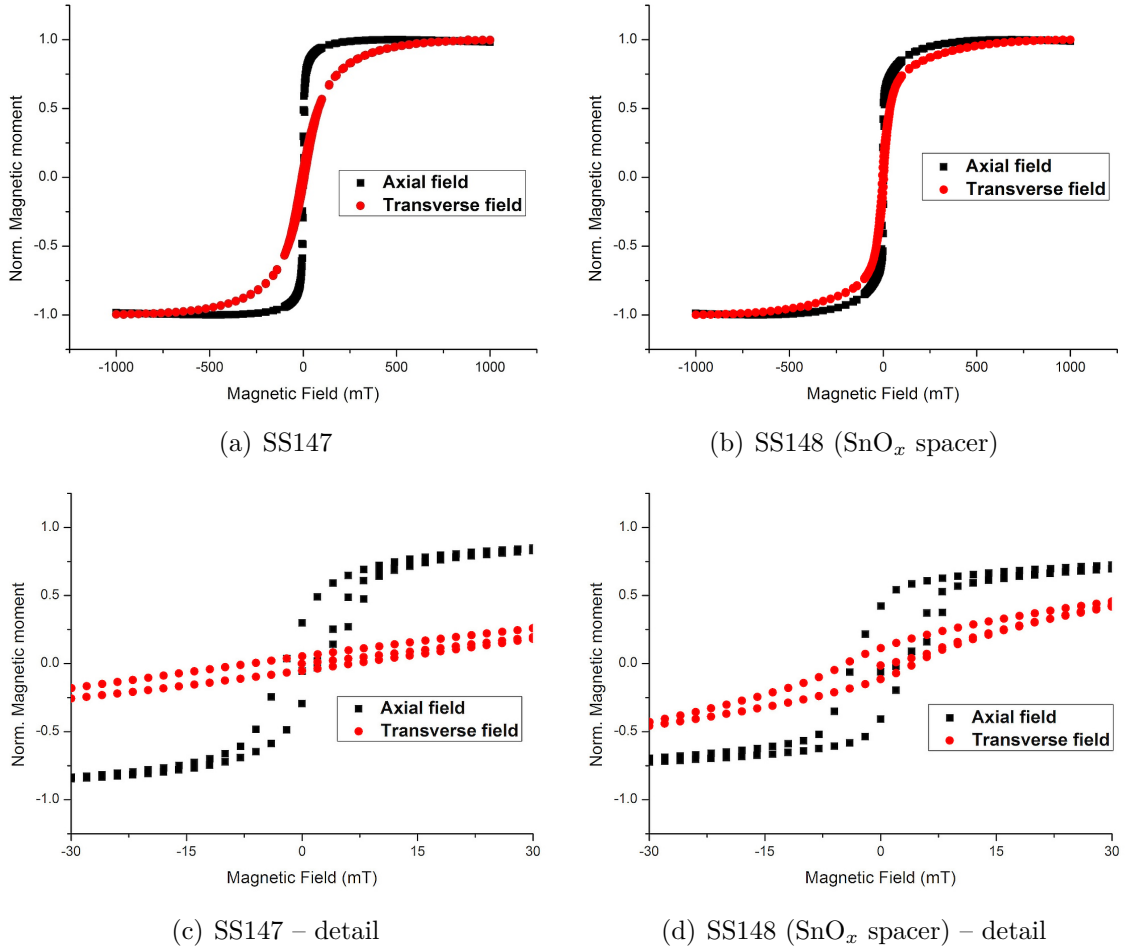 1.0
0.5
0.0
-0.5
-1.0
Norm. Magnetic moment
Axial field
Transverse field
-1000 -500 0 500 1000
Magnetic Field (mT)
(a) SS147
1.0
0.5
0.0
-0.5
-1.0
Norm. Magnetic moment
Axial field
Transverse field
-1000 -500 0 500 1000
Magnetic Field (mT)
(b) SS148 (SnOₓ spacer)
1.0
0.5
0.0
-0.5
-1.0
Norm. Magnetic moment
Axial field
Transverse field
-30 -15 0 15 30
Magnetic Field (mT)
(c) SS147 – detail
1.0
0.5
0.0
-0.5
-1.0
Norm. Magnetic moment
Axial field
Transverse field
-30 -15 0 15 30
Magnetic Field (mT)
(d) SS148 (SnOₓ spacer) – detail